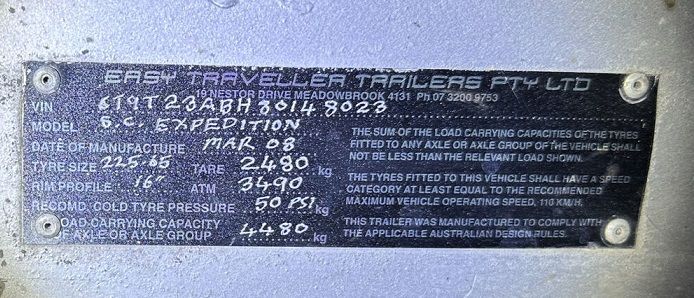 EASY TRAVELLER TRAILERS PTY LTD
19 NESTOR DRIVE MEADOWBROOK 4131 Ph.07 3200 9753
VIN 6T9T23ABH30148023
MODEL S.C. EXPEDITION
DATE OF MANUFACTURE MAR 08
TYRE SIZE 225.65 TARE 2480 kg
RIM PROFILE 16" ATM 3490 kg
RECOMD. COLD TYRE PRESSURE 50 PSI
LOAD CARRYING CAPACITY
OF AXLE OR AXLE GROUP 4480 kg
THE SUM OF THE LOAD CARRYING CAPACITIES OF THE TYRES
FITTED TO ANY AXLE OR AXLE GROUP OF THE VEHICLE SHALL
NOT BE LESS THAN THE RELEVANT LOAD SHOWN.
THE TYRES FITTED TO THIS VEHICLE SHALL HAVE A SPEED
CATEGORY AT LEAST EQUAL TO THE RECOMMENDED
MAXIMUM VEHICLE OPERATING SPEED, 110 KM/H.
THIS TRAILER WAS MANUFACTURED TO COMPLY WITH
THE APPLICABLE AUSTRALIAN DESIGN RULES.